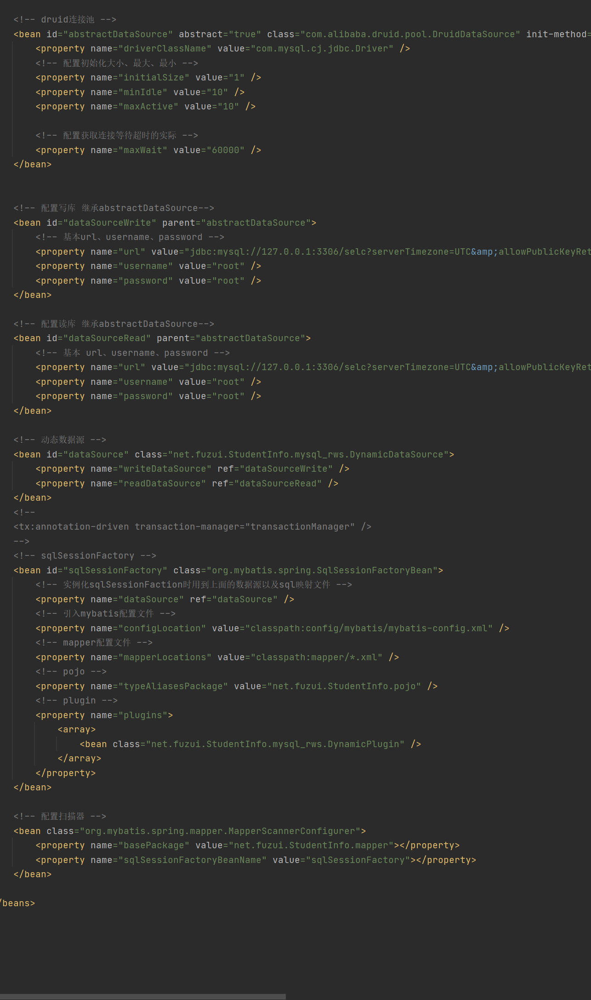 <!-- druid连接池 -->
<bean id="abstractDataSource" abstract="true" class="com.alibaba.druid.pool.DruidDataSource" init-method=
<property name="driverClassName" value="com.mysql.cj.jdbc.Driver" />
<!-- 配置初始化大小、最大、最小 -->
<property name="initialSize" value="1" />
<property name="minIdle" value="10" />
<property name="maxActive" value="10" />
<!-- 配置获取连接等待超时的实际 -->
<property name="maxWait" value="60000" />
</bean>
<!-- 配置写库 继承abstractDataSource-->
<bean id="dataSourceWrite" parent="abstractDataSource">
<!-- 基本url、username、password -->
<property name="url" value="jdbc:mysql://127.0.0.1:3306/selc?serverTimezone=UTC&amp;allowPublicKeyRet
<property name="username" value="root" />
<property name="password" value="root" />
</bean>
<!-- 配置读库 继承abstractDataSource-->
<bean id="dataSourceRead" parent="abstractDataSource">
<!-- 基本 url、username、password -->
<property name="url" value="jdbc:mysql://127.0.0.1:3306/selc?serverTimezone=UTC&amp;allowPublicKeyRet
<property name="username" value="root" />
<property name="password" value="root" />
</bean>
<!-- 动态数据源 -->
<bean id="dataSource" class="net.fuzui.StudentInfo.mysql_rws.DynamicDataSource">
<property name="writeDataSource" ref="dataSourceWrite" />
<property name="readDataSource" ref="dataSourceRead" />
</bean>
<!--
<tx:annotation-driven transaction-manager="transactionManager" />
-->
<!-- sqlSessionFactory -->
<bean id="sqlSessionFactory" class="org.mybatis.spring.SqlSessionFactoryBean">
<!-- 实例化sqlSessionFaction时用到上面的数据源以及sql映射文件 -->
<property name="dataSource" ref="dataSource" />
<!-- 引入mybatis配置文件 -->
<property name="configLocation" value="classpath:config/mybatis/mybatis-config.xml" />
<!-- mapper配置文件 -->
<property name="mapperLocations" value="classpath:mapper/*.xml" />
<!-- pojo -->
<property name="typeAliasesPackage" value="net.fuzui.StudentInfo.pojo" />
<!-- plugin -->
<property name="plugins">
<array>
<bean class="net.fuzui.StudentInfo.mysql_rws.DynamicPlugin" />
</array>
</property>
</bean>
<!-- 配置扫描器 -->
<bean class="org.mybatis.spring.mapper.MapperScannerConfigurer">
<property name="basePackage" value="net.fuzui.StudentInfo.mapper"></property>
<property name="sqlSessionFactoryBeanName" value="sqlSessionFactory"></property>
</bean>
/beans>